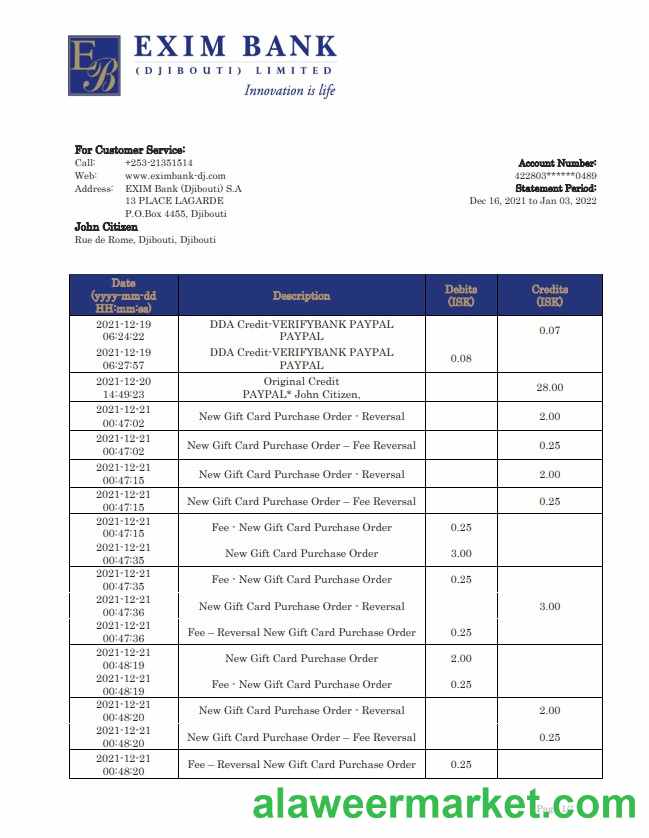 EB
EXIM BANK
(DJIBOUTI) LIMITED
Innovation is life
For Customer Service:
Call: +253-21351514
Web: www.eximbank-dj.com
Address: EXIM Bank (Djibouti) S.A
13 PLACE LAGARDE
P.O.Box 4455, Djibouti
John Citizen
Rue de Rome, Djibouti, Djibouti
Account Number:
422803******0489
Statement Period:
Dec 16, 2021 to Jan 03, 2022
Date
(yyyy-mm-dd
HH:mm:ss)
Description
Debits
(ISK)
Credits
(ISK)
2021-12-19
06:24:22
DDA Credit-VERIFYBANK PAYPAL
PAYPAL
0.07
2021-12-19
06:27:57
DDA Credit-VERIFYBANK PAYPAL
PAYPAL
0.08
2021-12-20
14:49:23
Original Credit
PAYPAL* John Citizen,
28.00
2021-12-21
00:47:02
New Gift Card Purchase Order - Reversal
2.00
2021-12-21
00:47:02
New Gift Card Purchase Order – Fee Reversal
0.25
2021-12-21
00:47:15
New Gift Card Purchase Order - Reversal
2.00
2021-12-21
00:47:15
New Gift Card Purchase Order – Fee Reversal
0.25
2021-12-21
00:47:15
Fee - New Gift Card Purchase Order
0.25
2021-12-21
00:47:35
New Gift Card Purchase Order
3.00
2021-12-21
00:47:35
Fee - New Gift Card Purchase Order
0.25
2021-12-21
00:47:36
New Gift Card Purchase Order - Reversal
3.00
2021-12-21
00:47:36
Fee – Reversal New Gift Card Purchase Order
0.25
2021-12-21
00:48:19
New Gift Card Purchase Order
2.00
2021-12-21
00:48:19
Fee - New Gift Card Purchase Order
0.25
2021-12-21
00:48:20
New Gift Card Purchase Order - Reversal
2.00
2021-12-21
00:48:20
New Gift Card Purchase Order – Fee Reversal
0.25
2021-12-21
00:48:20
Fee – Reversal New Gift Card Purchase Order
0.25
alaweermarket.com